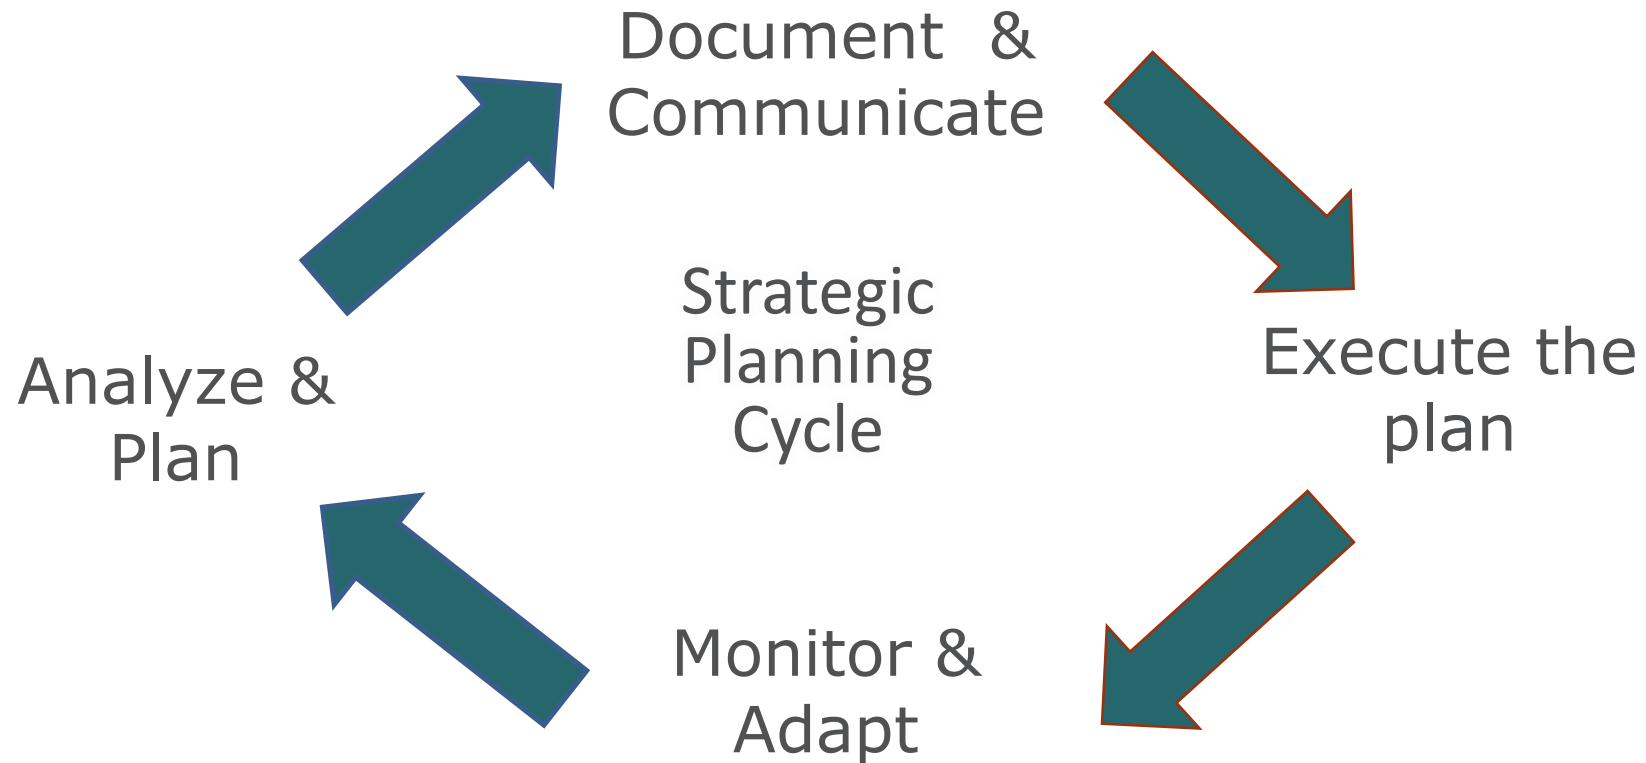 Document  &
Communicate
Strategic
Planning
Cycle
Execute the
plan
Analyze &
Plan
Monitor &
Adapt